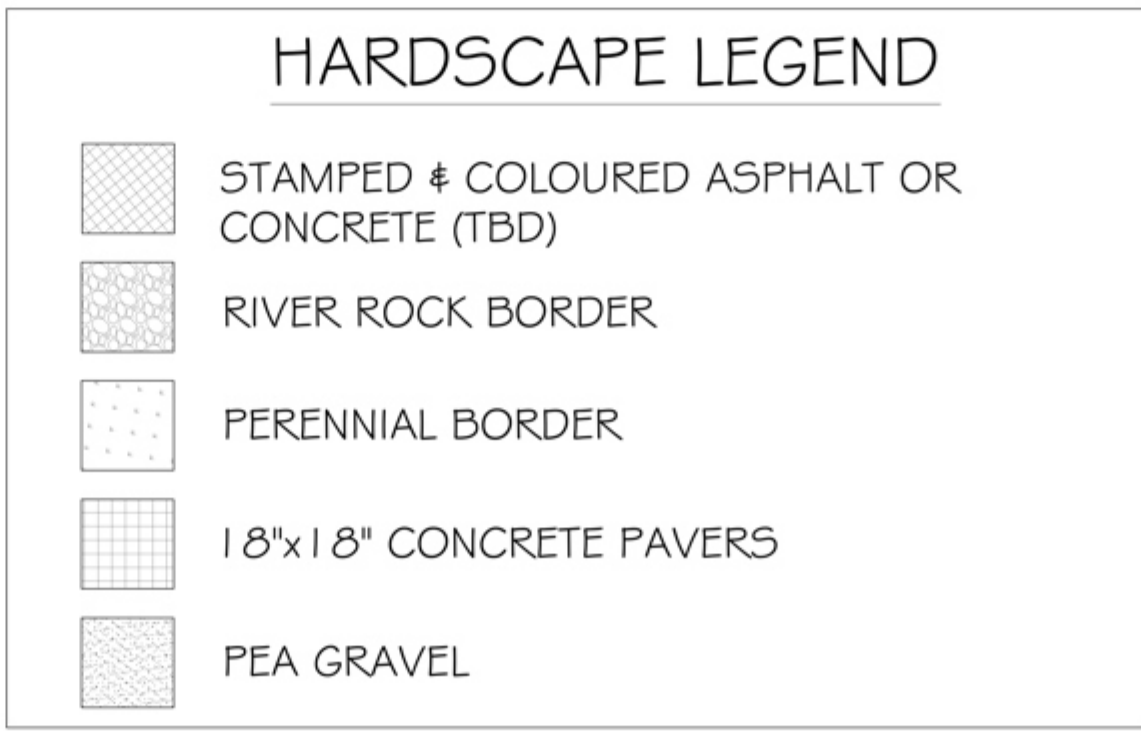 HARDSCAPE LEGEND
STAMPED & COLOURED ASPHALT OR
CONCRETE (TBD)
RIVER ROCK BORDER
PERENNIAL BORDER
18"x18" CONCRETE PAVERS
PEA GRAVEL